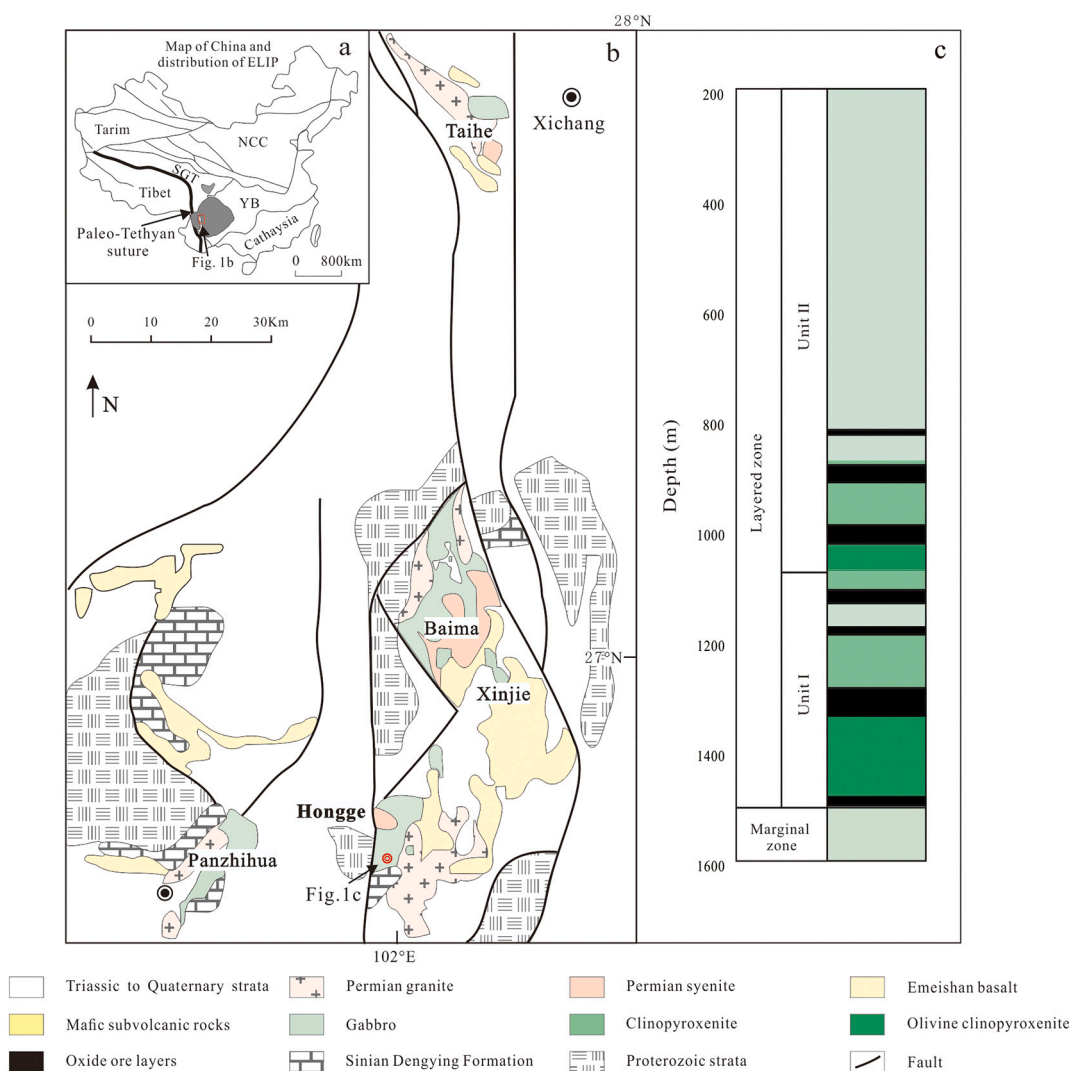 28°N
Map of China and
distribution of ELIP
a
Tarim
NCC
SGT
Tibet
YB
Cathaysia
Paleo-Tethyan
suture
Fig. 1b
0 800km
b
Taihe
Xichang
0 10 20 30Km
N
Baima
27°N
Xinjie
Hongge
Panzhihua
Fig.1c
102°E
c
Depth (m)
200
400
600
800
1000
1200
1400
1600
Layered zone
Unit II
Unit I
Marginal
zone
Triassic to Quaternary strata
Permian granite
Permian syenite
Emeishan basalt
Mafic subvolcanic rocks
Gabbro
Clinopyroxenite
Olivine clinopyroxenite
Oxide ore layers
Sinian Dengying Formation
Proterozoic strata
Fault